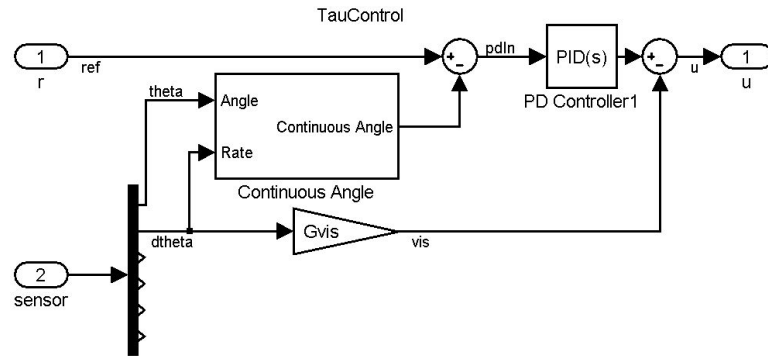 TauControl
1
r
ref
+
−
pdIn
PID(s)
PD Controller1
+
−
u
1
u
theta
Angle
Continuous Angle
Rate
Continuous Angle
dtheta
Gvis
vis
2
sensor